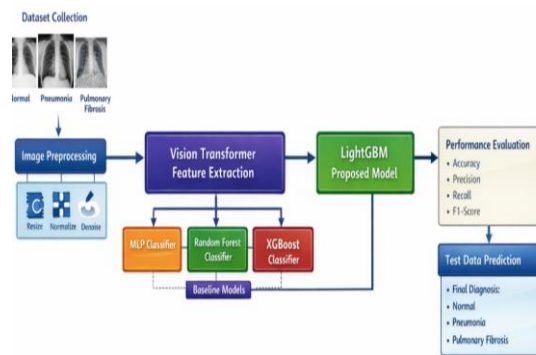 Dataset Collection
ormal Pneumonia Pulmonary
Fibrosis
Image Preprocessing
Resize Normalize Denoise
Vision Transformer
Feature Extraction
MLP Classifier
Random Forest
Classifier
XGBoost
Classifier
Baseline Models
LightGBM
Proposed Model
Performance Evaluation
• Accuracy
• Precision
• Recall
• F1-Score
Test Data Prediction
• Final Diagnosis:
• Normal
• Pneumonia
• Pulmonary Fibrosis